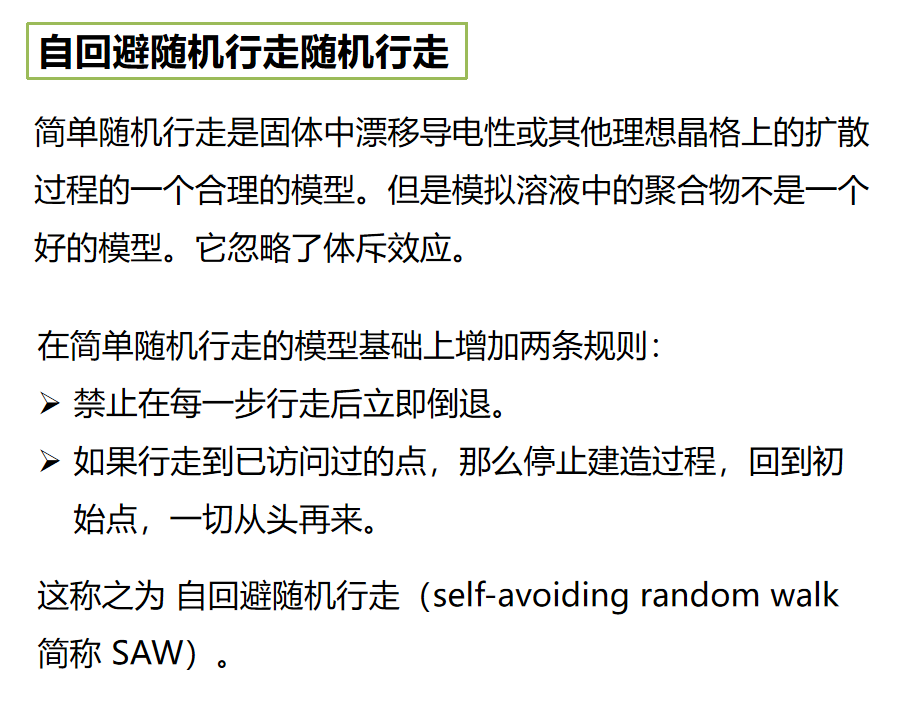 自回避随机行走随机行走
简单随机行走是固体中漂移导电性或其他理想晶格上的扩散
过程的一个合理的模型。但是模拟溶液中的聚合物不是一个
好的模型。它忽略了体斥效应。
在简单随机行走的模型基础上增加两条规则：
➢ 禁止在每一步行走后立即倒退。
➢ 如果行走到已访问过的点，那么停止建造过程，回到初
始点，一切从头再来。
这称之为 自回避随机行走（self-avoiding random walk
简称 SAW）。